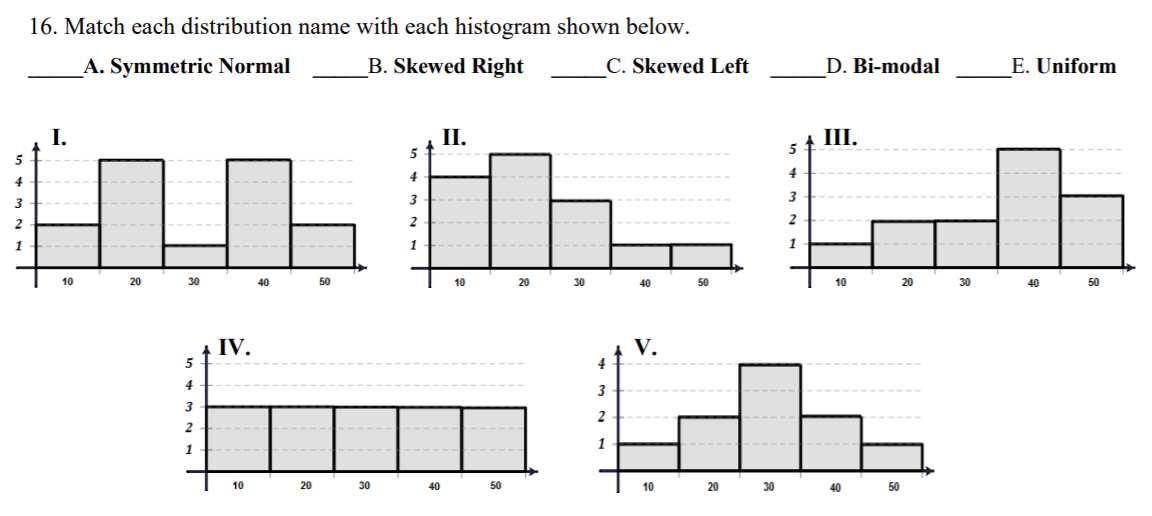 16. Match each distribution name with each histogram shown below.
_____A. Symmetric Normal _____B. Skewed Right _____C. Skewed Left _____D. Bi-modal _____E. Uniform
I.
5
4
3
2
1
10 20 30 40 50
II.
5
4
3
2
1
10 20 30 40 50
III.
5
4
3
2
1
10 20 30 40 50
IV.
5
4
3
2
1
10 20 30 40 50
V.
4
3
2
1
10 20 30 40 50